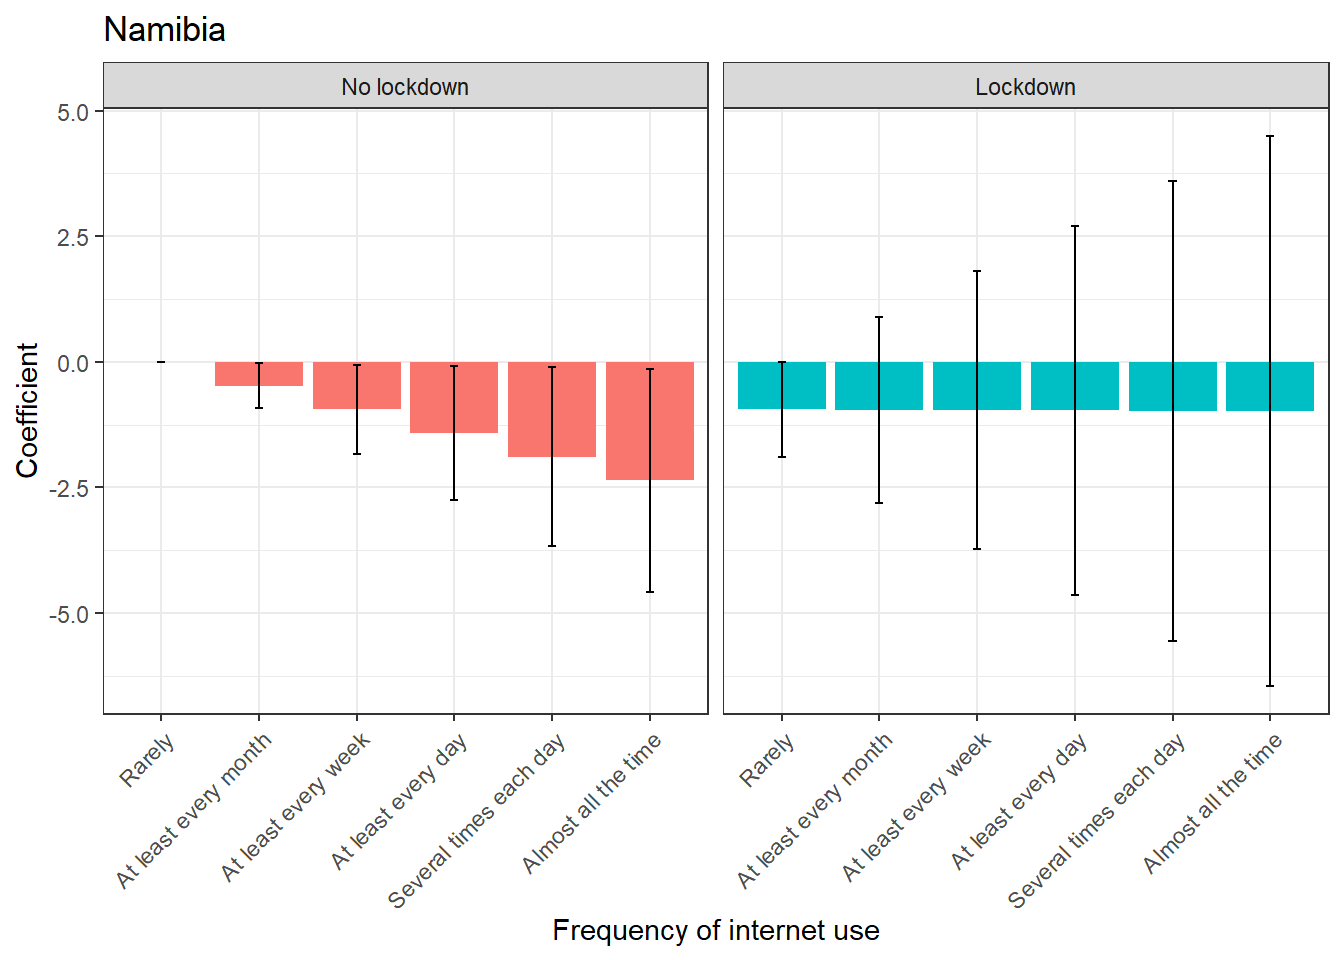 Namibia
No lockdown
Lockdown
5.0
2.5
0.0
-2.5
-5.0
Coefficient
Rarely
At least every month
At least every week
At least every day
Several times each day
Almost all the time
Rarely
At least every month
At least every week
At least every day
Several times each day
Almost all the time
Frequency of internet use